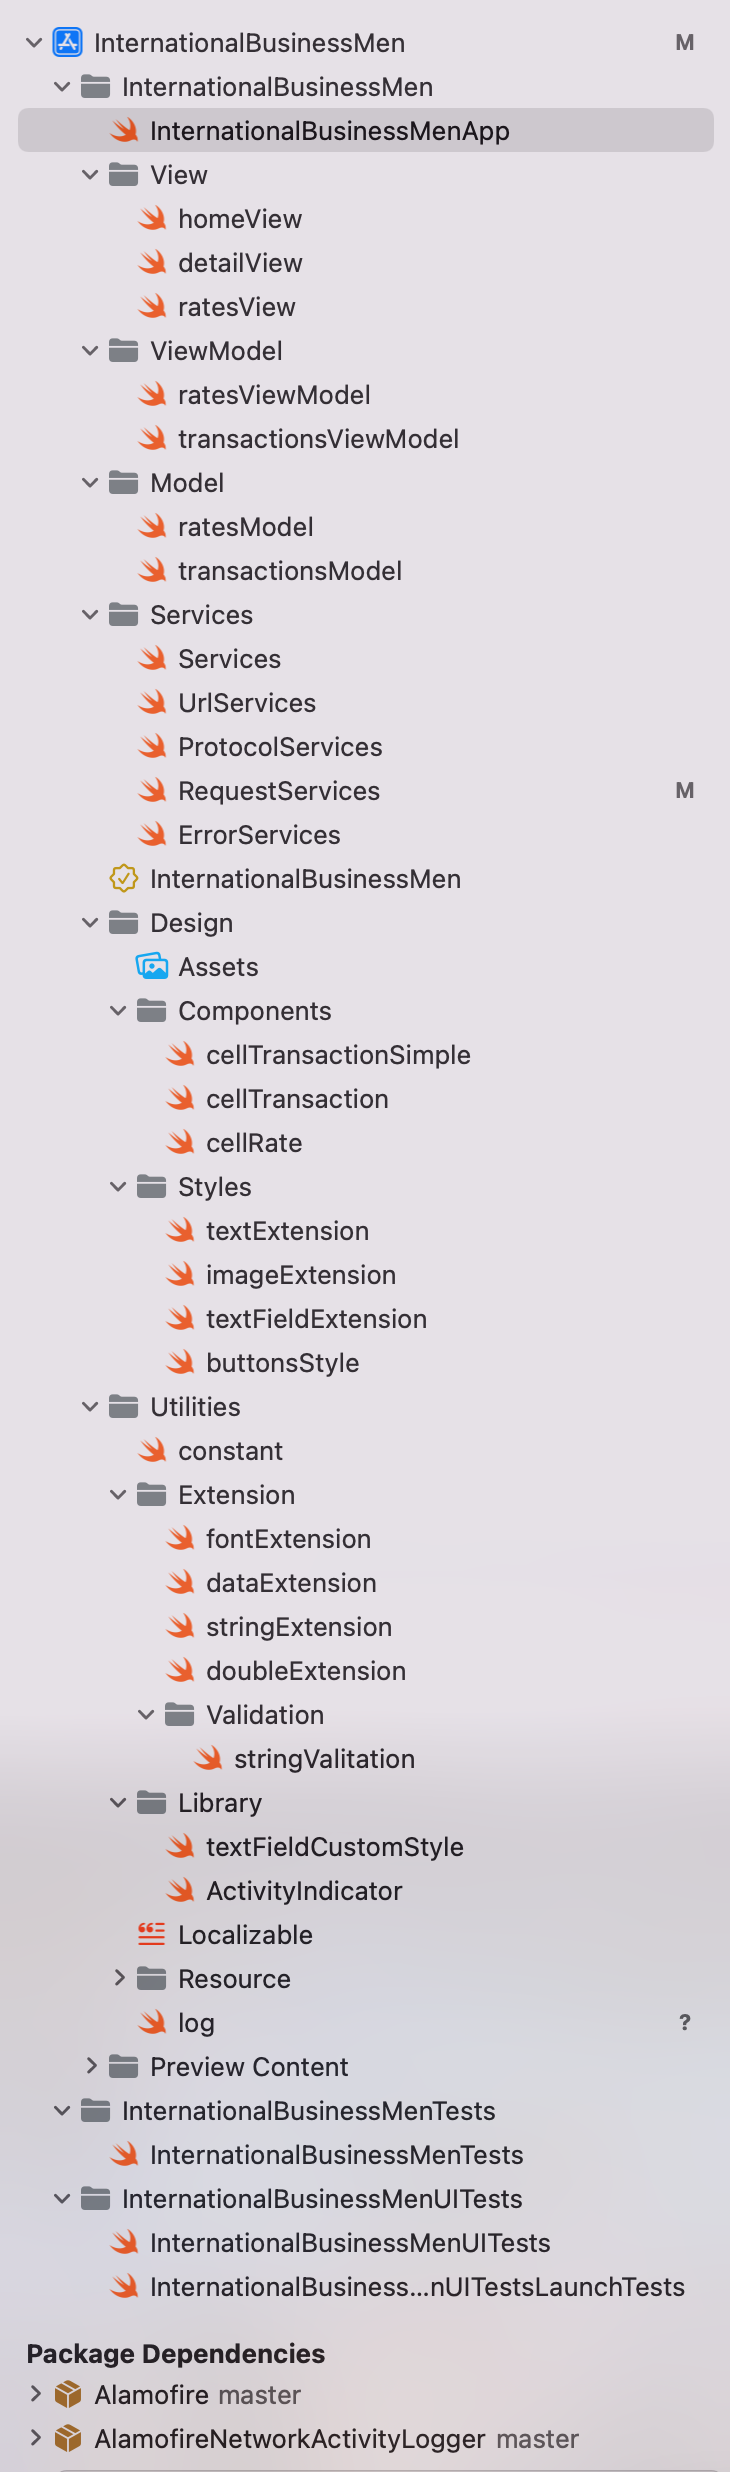 InternationalBusinessMen M
InternationalBusinessMen
InternationalBusinessMenApp
View
homeView
detailView
ratesView
ViewModel
ratesViewModel
transactionsViewModel
Model
ratesModel
transactionsModel
Services
Services
UrlServices
ProtocolServices
RequestServices M
ErrorServices
InternationalBusinessMen
Design
Assets
Components
cellTransactionSimple
cellTransaction
cellRate
Styles
textExtension
imageExtension
textFieldExtension
buttonsStyle
Utilities
constant
Extension
fontExtension
dataExtension
stringExtension
doubleExtension
Validation
stringValitation
Library
textFieldCustomStyle
ActivityIndicator
Localizable
Resource
log ?
Preview Content
InternationalBusinessMenTests
InternationalBusinessMenTests
InternationalBusinessMenUITests
InternationalBusinessMenUITests
InternationalBusiness...nUITestsLaunchTests
Package Dependencies
Alamofire master
AlamofireNetworkActivityLogger master